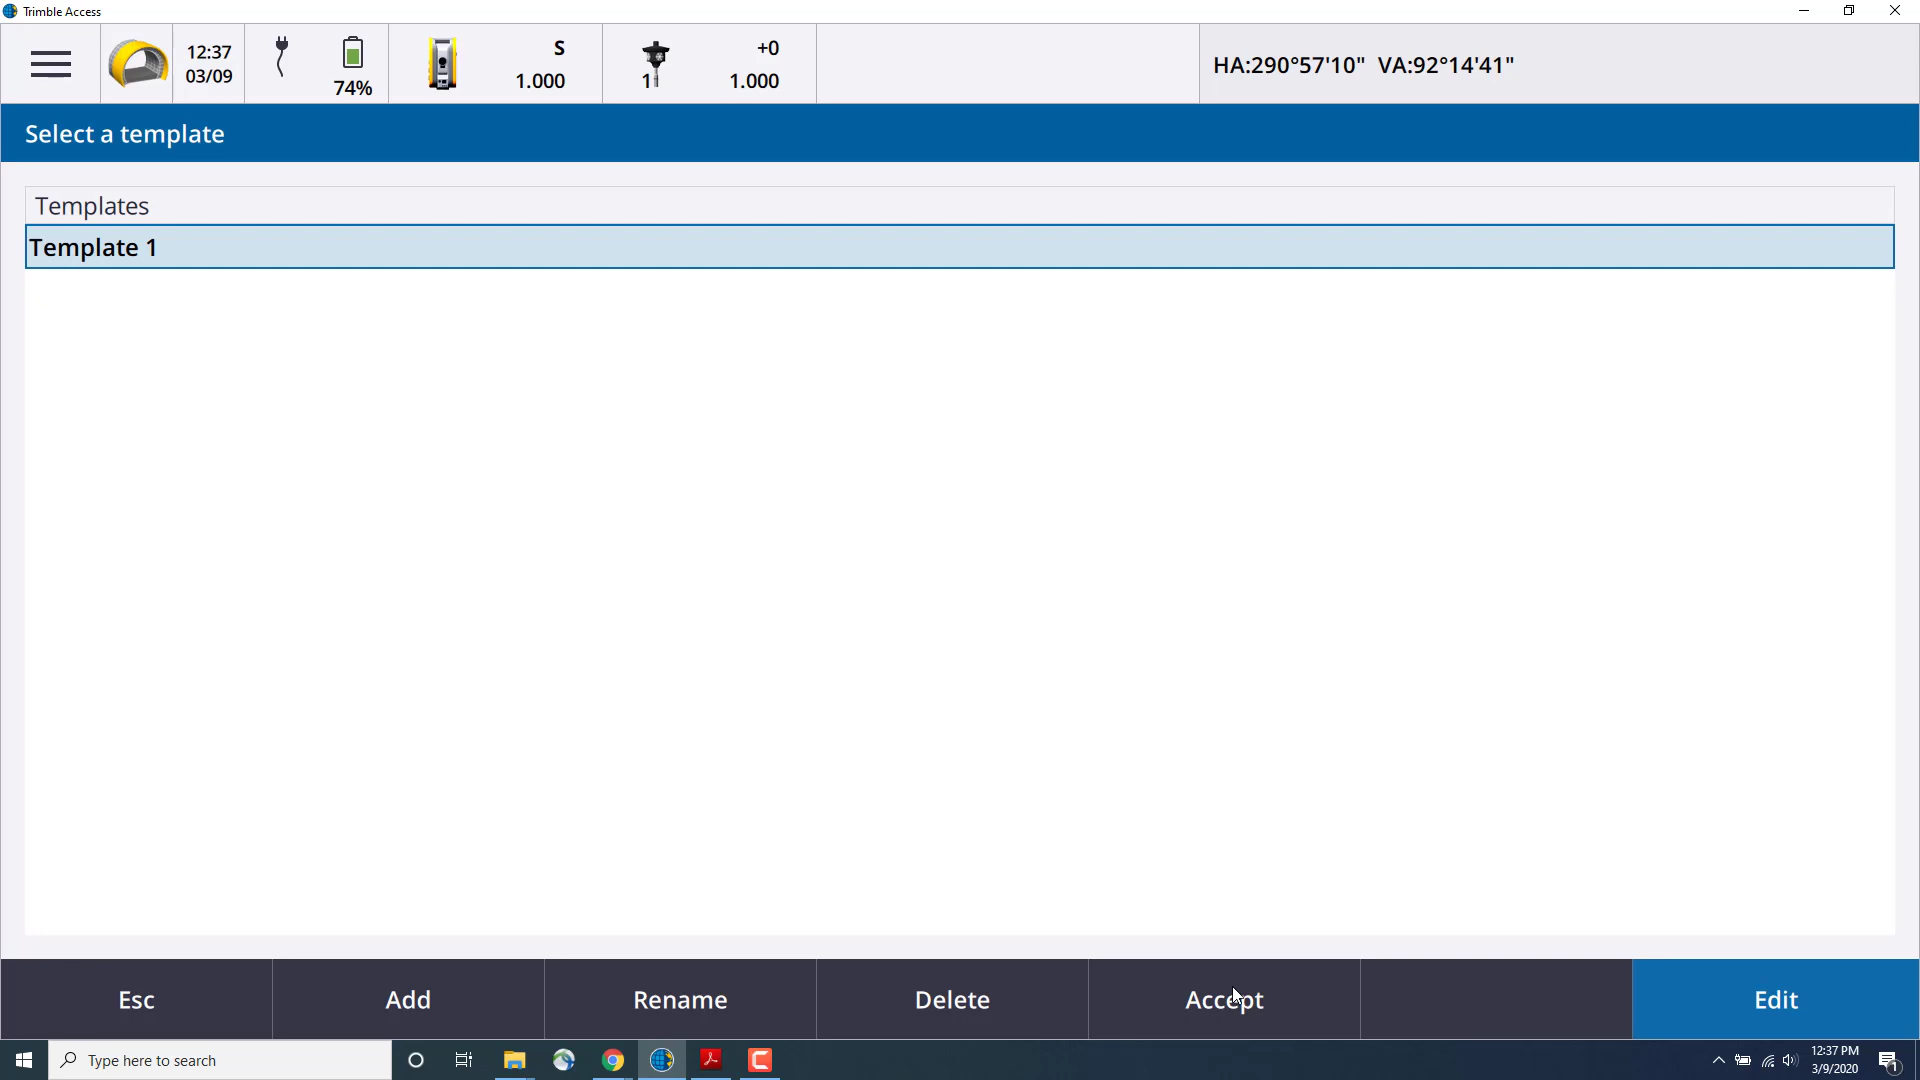 Trimble Access
12:37
03/09
74%
S
1.000
1
+0
1.000
HA:290°57'10" VA:92°14'41"
Select a template
Templates
Template 1
Esc
Add
Rename
Delete
Accept
Edit
Type here to search
12:37 PM
3/9/2020
1